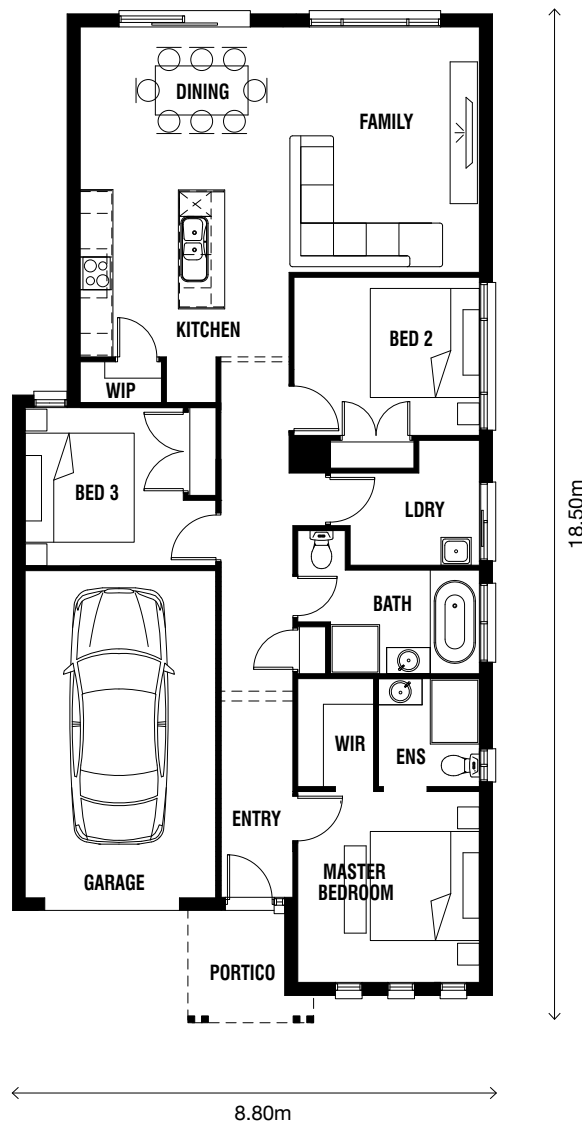 DINING
FAMILY
KITCHEN
BED 2
WIP
BED 3
LDRY
18.50m
BATH
WIR
ENS
ENTRY
MASTER
BEDROOM
GARAGE
PORTICO
8.80m